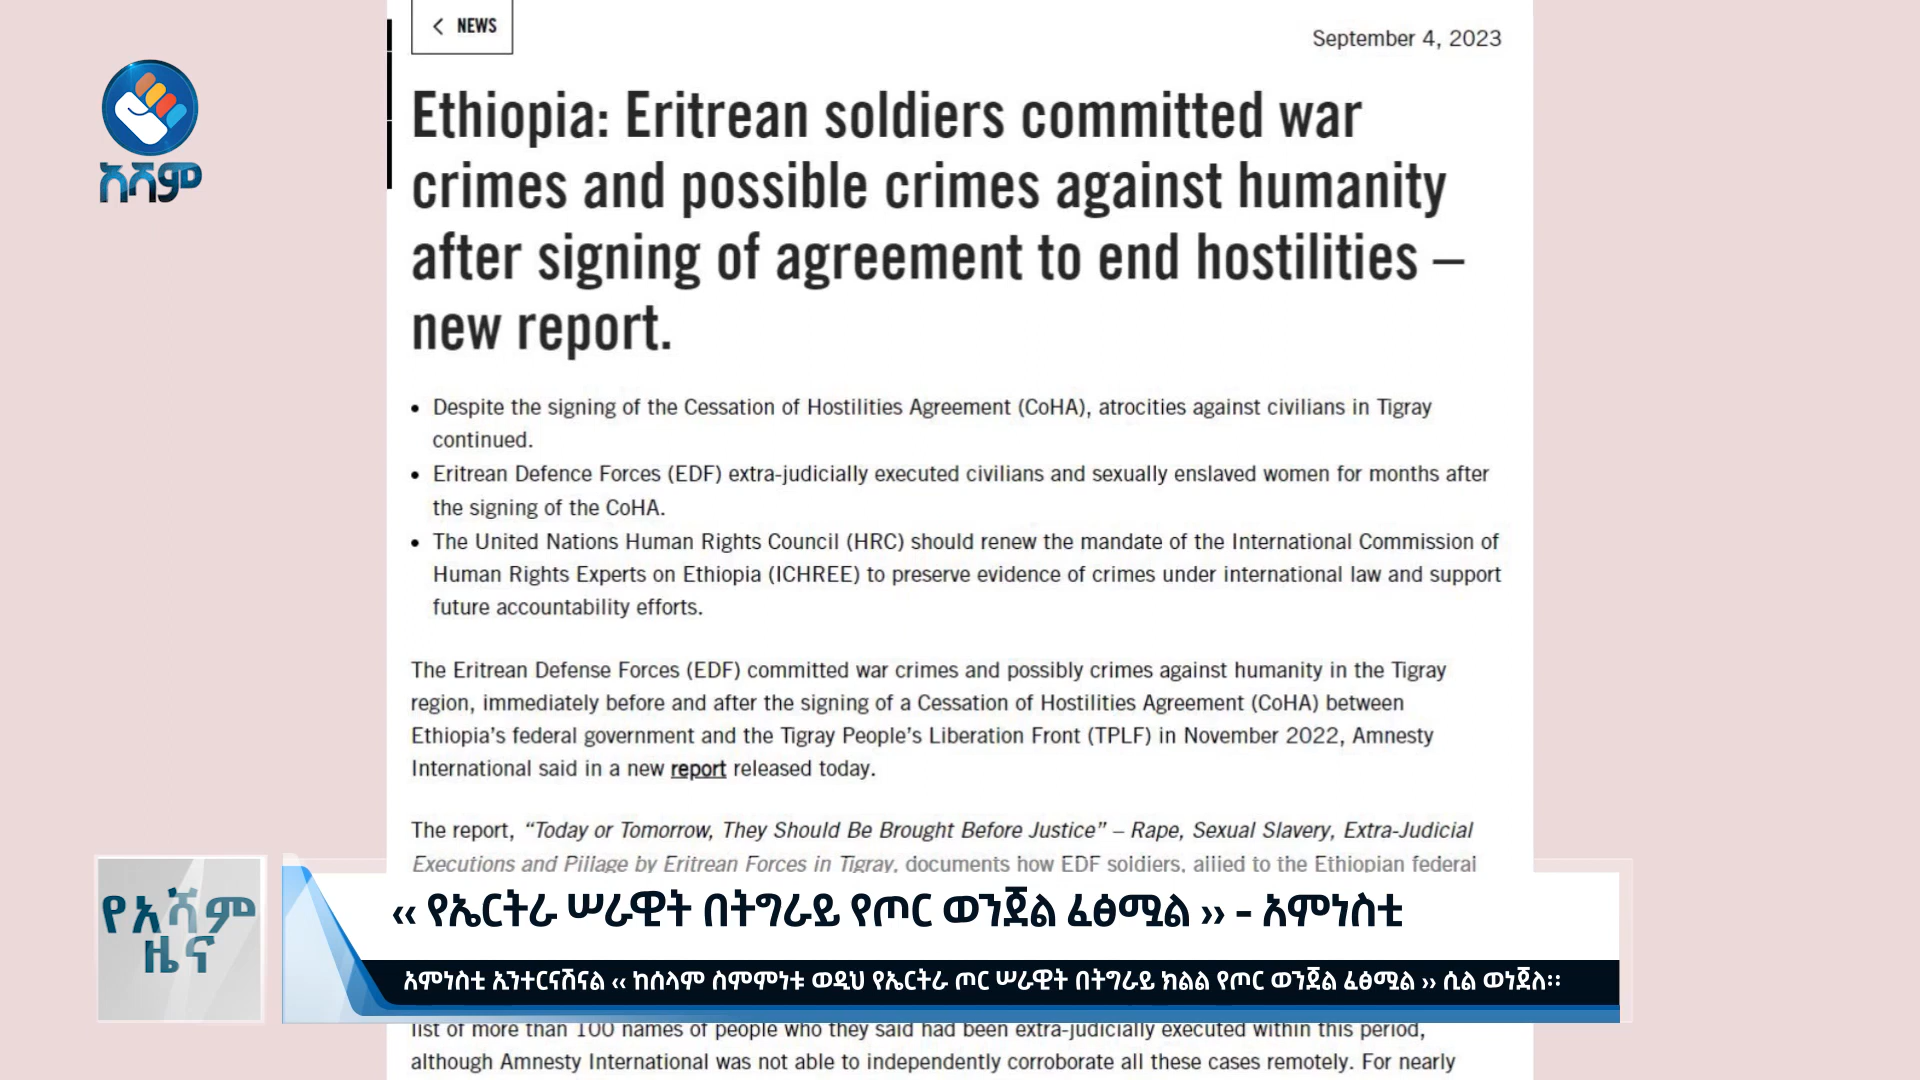 NEWS
September 4, 2023
አሻም
Ethiopia: Eritrean soldiers committed war
crimes and possible crimes against humanity
after signing of agreement to end hostilities –
new report.
• Despite the signing of the Cessation of Hostilities Agreement (CoHA), atrocities against civilians in Tigray
continued.
• Eritrean Defence Forces (EDF) extra-judicially executed civilians and sexually enslaved women for months after
the signing of the CoHA.
• The United Nations Human Rights Council (HRC) should renew the mandate of the International Commission of
Human Rights Experts on Ethiopia (ICHREE) to preserve evidence of crimes under international law and support
future accountability efforts.
The Eritrean Defense Forces (EDF) committed war crimes and possibly crimes against humanity in the Tigray
region, immediately before and after the signing of a Cessation of Hostilities Agreement (CoHA) between
Ethiopia’s federal government and the Tigray People’s Liberation Front (TPLF) in November 2022, Amnesty
International said in a new report released today.
The report, “Today or Tomorrow, They Should Be Brought Before Justice” – Rape, Sexual Slavery, Extra-Judicial
Executions and Pillage by Eritrean Forces in Tigray, documents how EDF soldiers, allied to the Ethiopian federal
የአሻም
ዜና
‹‹ የኤርትራ ሠራዊት በትግራይ የጦር ወንጀል ፈፅሟል ›› - አምነስቲ
አምነስቲ ኢንተርናሽናል ‹‹ ከሰላም ስምምነቱ ወዲህ የኤርትራ ጦር ሠራዊት በትግራይ ክልል የጦር ወንጀል ፈፅሟል ›› ሲል ወነጀለ።
list of more than 100 names of people who they said had been extra-judicially executed within this period,
although Amnesty International was not able to independently corroborate all these cases remotely. For nearly